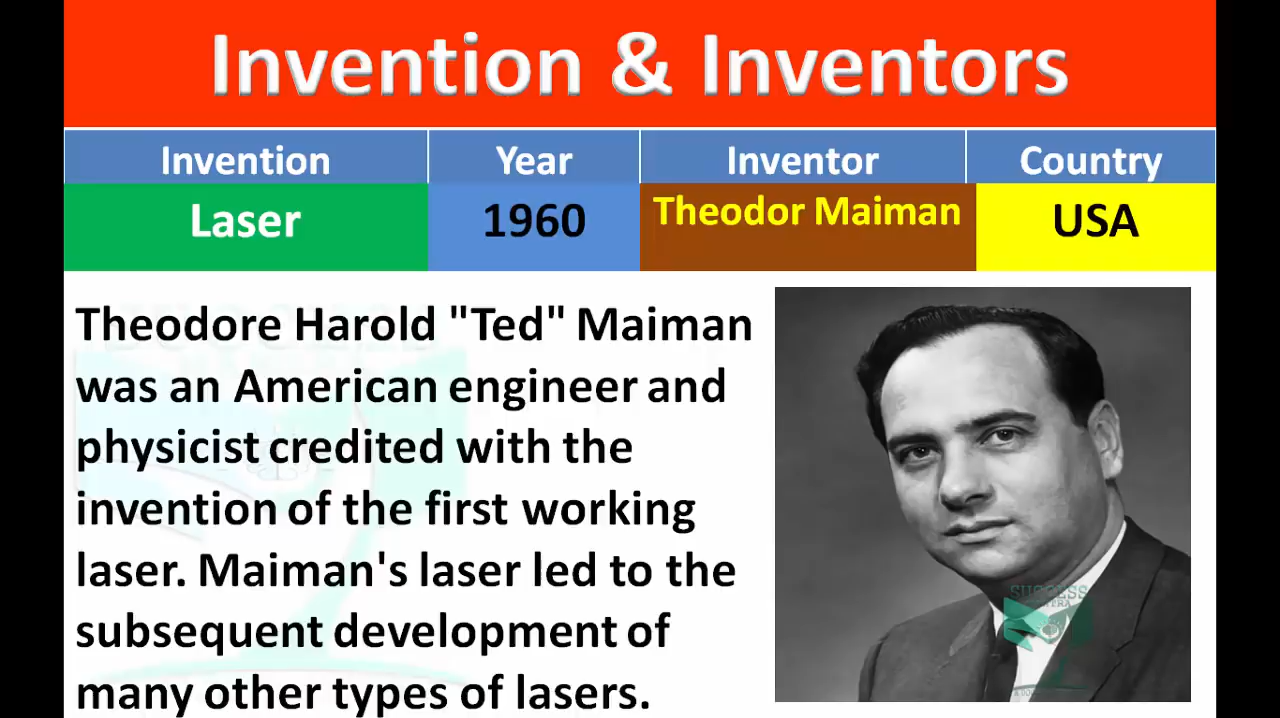 Invention & Inventors
Invention Year Inventor Country
Laser 1960 Theodor Maiman USA
Theodore Harold "Ted" Maiman
was an American engineer and
physicist credited with the
invention of the first working
laser. Maiman's laser led to the
subsequent development of
many other types of lasers.
SUCCESS